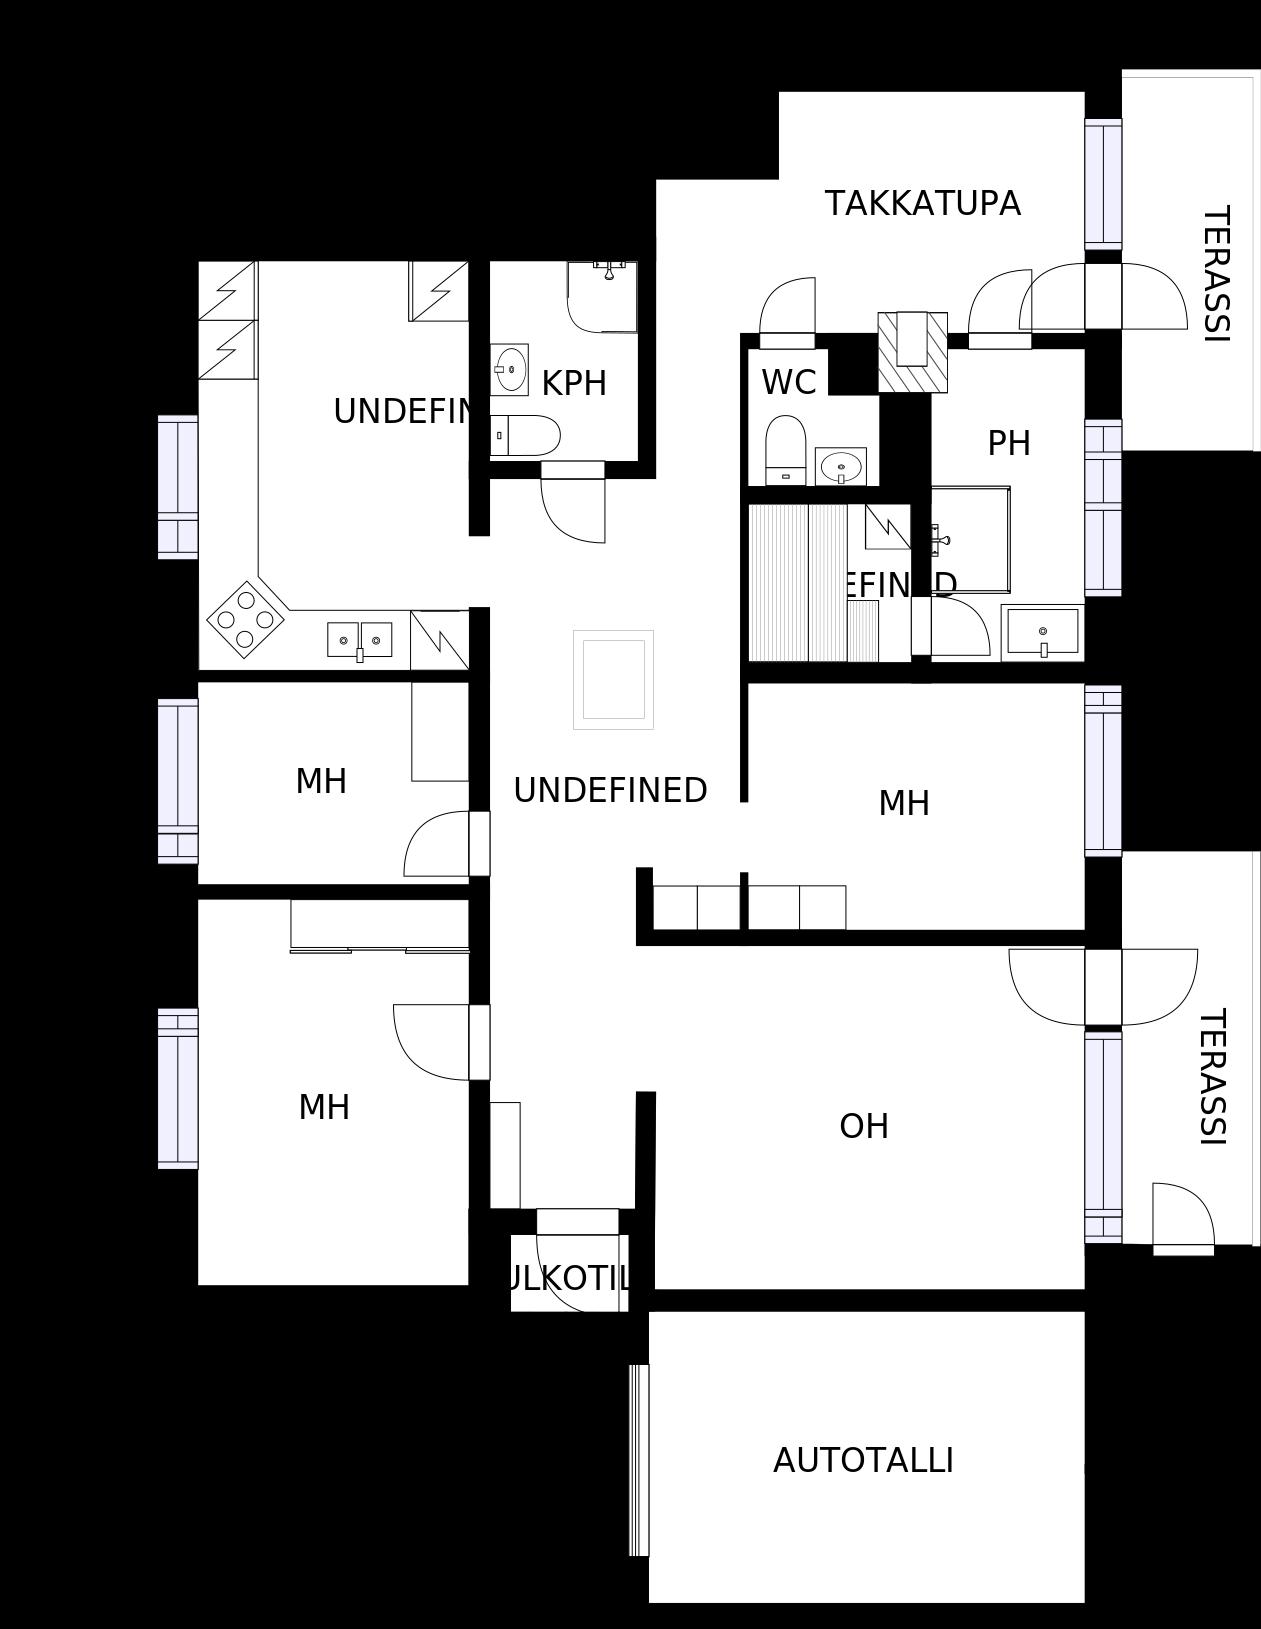 TAKKATUPA
TERASSI
WC
KPH
UNDEFIN
PH
EFINED
MH
UNDEFINED
MH
MH
OH
TERASSI
ULKOTIL
AUTOTALLI